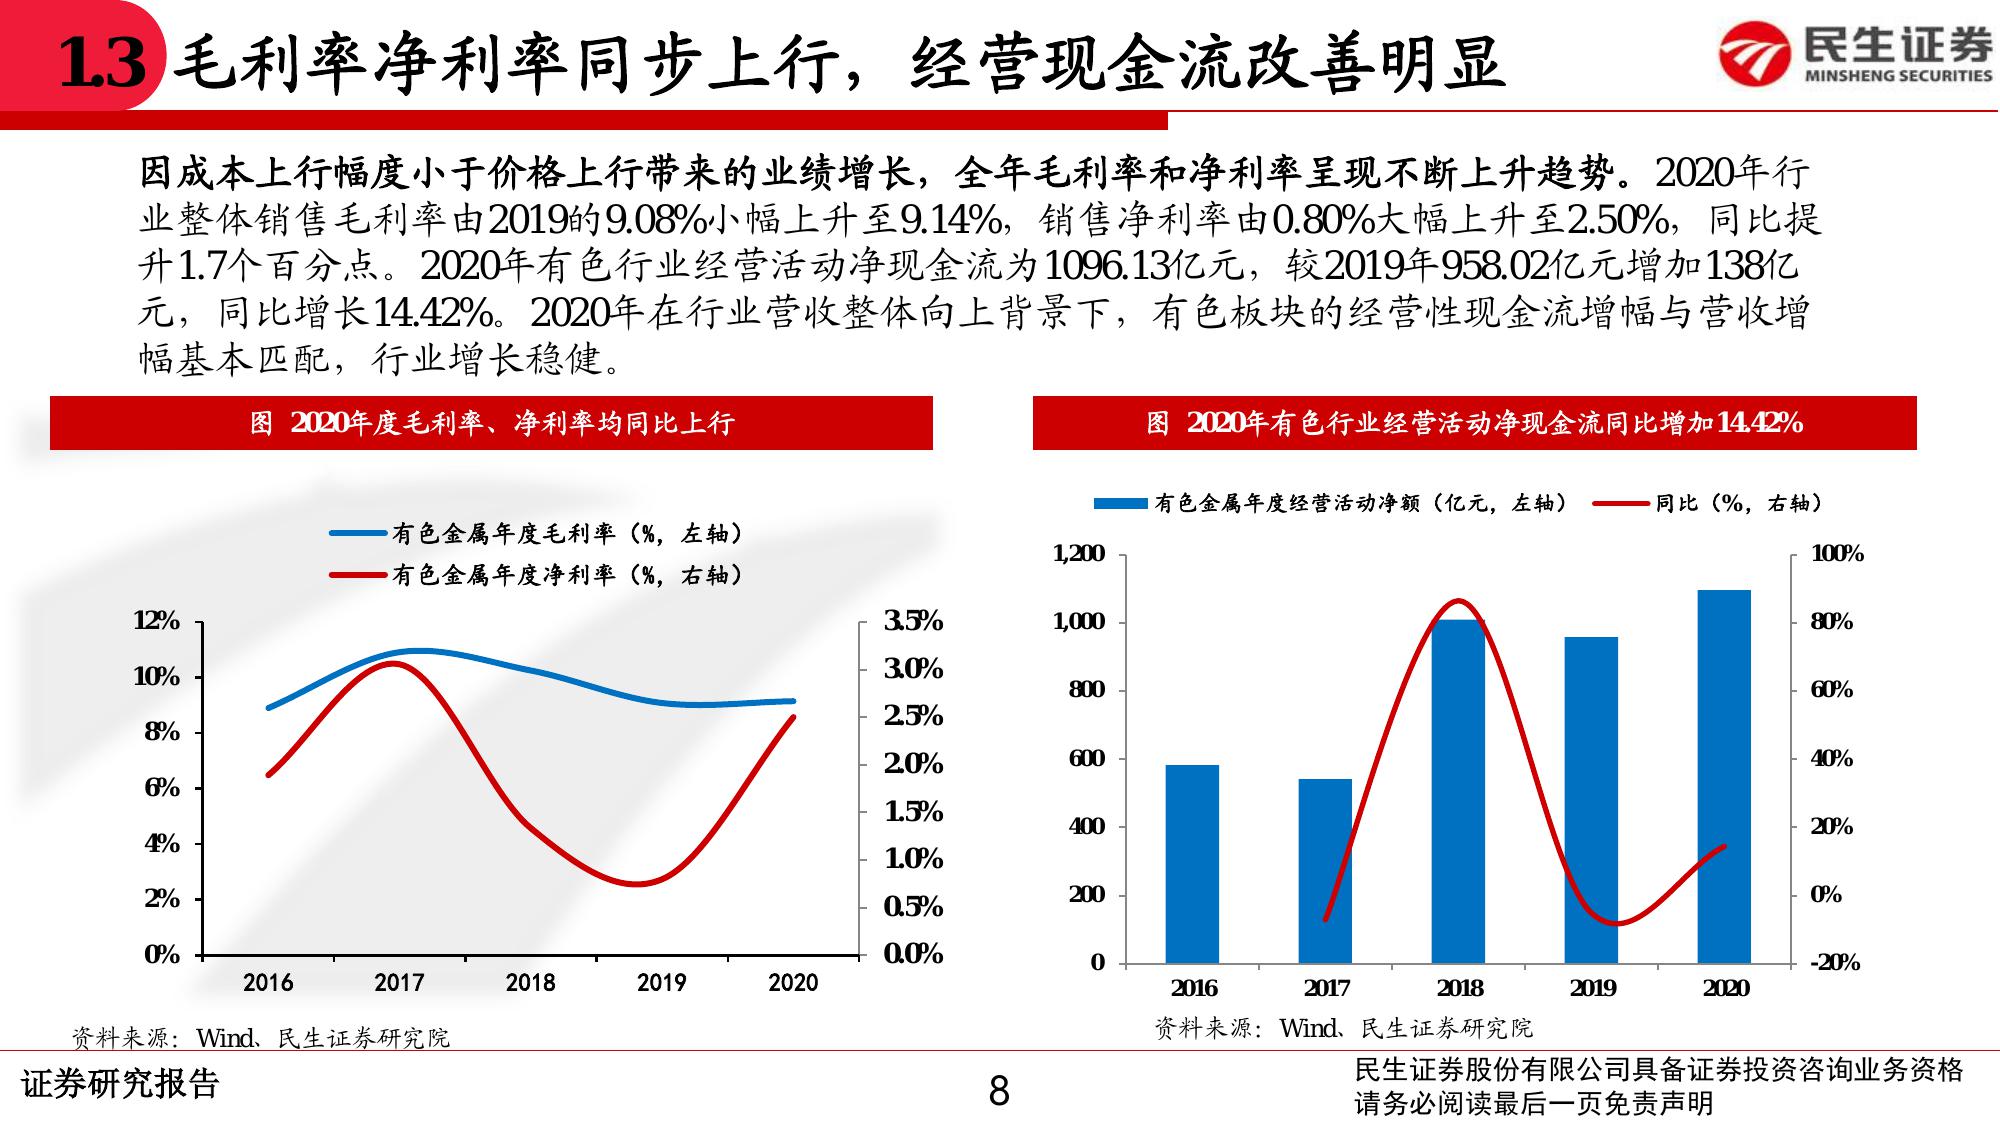 1.3 毛利率净利率同步上行，经营现金流改善明显
民生证券
MINSHENG SECURITIES
因成本上行幅度小于价格上行带来的业绩增长，全年毛利率和净利率呈现不断上升趋势。2020年行
业整体销售毛利率由2019的9.08%小幅上升至9.14%，销售净利率由0.80%大幅上升至2.50%，同比提
升1.7个百分点。2020年有色行业经营活动净现金流为1096.13亿元，较2019年958.02亿元增加138亿
元，同比增长14.42%。2020年在行业营收整体向上背景下，有色板块的经营性现金流增幅与营收增
幅基本匹配，行业增长稳健。
图 2020年度毛利率、净利率均同比上行
有色金属年度毛利率（%，左轴）
有色金属年度净利率（%，右轴）
12%
10%
8%
6%
4%
2%
0%
3.5%
3.0%
2.5%
2.0%
1.5%
1.0%
0.5%
0.0%
2016 2017 2018 2019 2020
资料来源：Wind、民生证券研究院
图 2020年有色行业经营活动净现金流同比增加14.42%
有色金属年度经营活动净额（亿元，左轴） 同比（%，右轴）
1,200
1,000
800
600
400
200
0
100%
80%
60%
40%
20%
0%
-20%
2016 2017 2018 2019 2020
资料来源：Wind、民生证券研究院
证券研究报告
8
民生证券股份有限公司具备证券投资咨询业务资格
请务必阅读最后一页免责声明